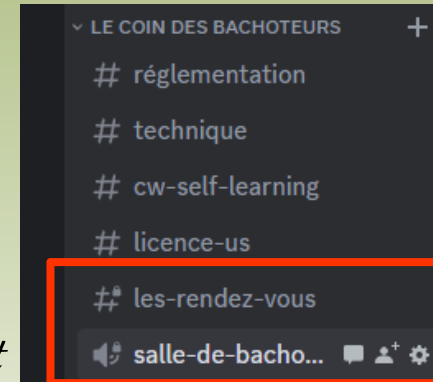 LE COIN DES BACHOTEURS
# réglementation
# technique
# cw-self-learning
# licence-us
# les-rendez-vous
salle-de-bacho...